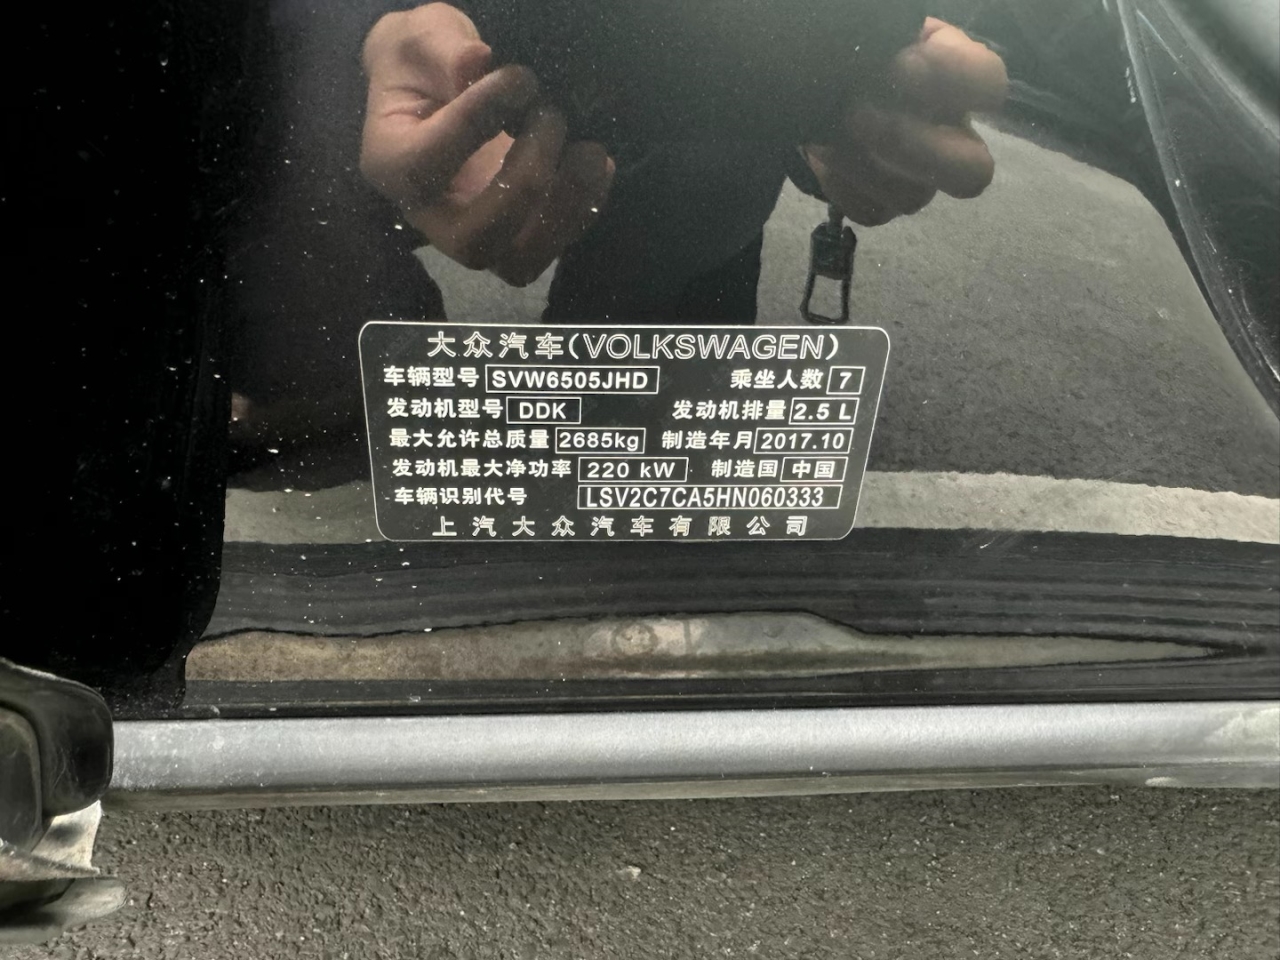 大众汽车(VOLKSWAGEN)
车辆型号 SVW6505JHD 乘坐人数 7
发动机型号 DDK 发动机排量 2.5 L
最大允许总质量 2685kg 制造年月 2017.10
发动机最大净功率 220 kW 制造国 中国
车辆识别代号 LSV2C7CA5HN060333
上汽大众汽车有限公司